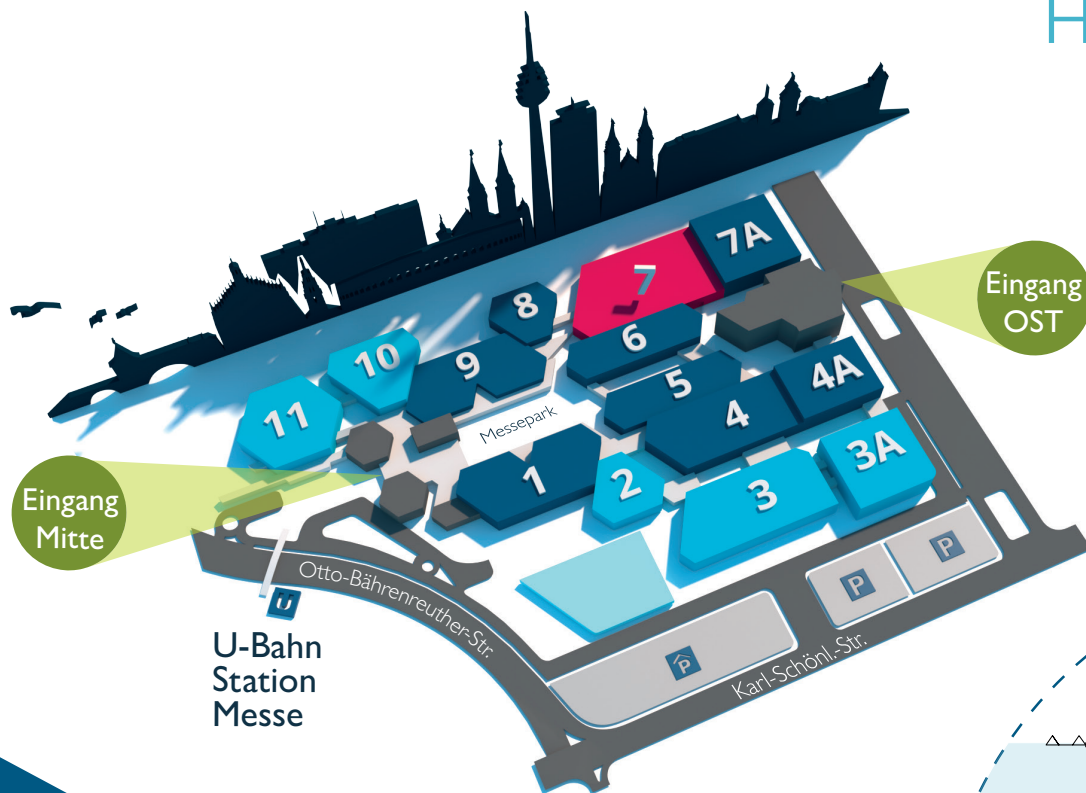 H
7A
7
8
Eingang
OST
6
10
9
5
4A
11
4
Messepark
3A
1
2
3
Eingang
Mitte
P
P
Otto-Bährenreuther-Str.
U
U-Bahn
Station
Messe
P
Karl-Schönl.-Str.